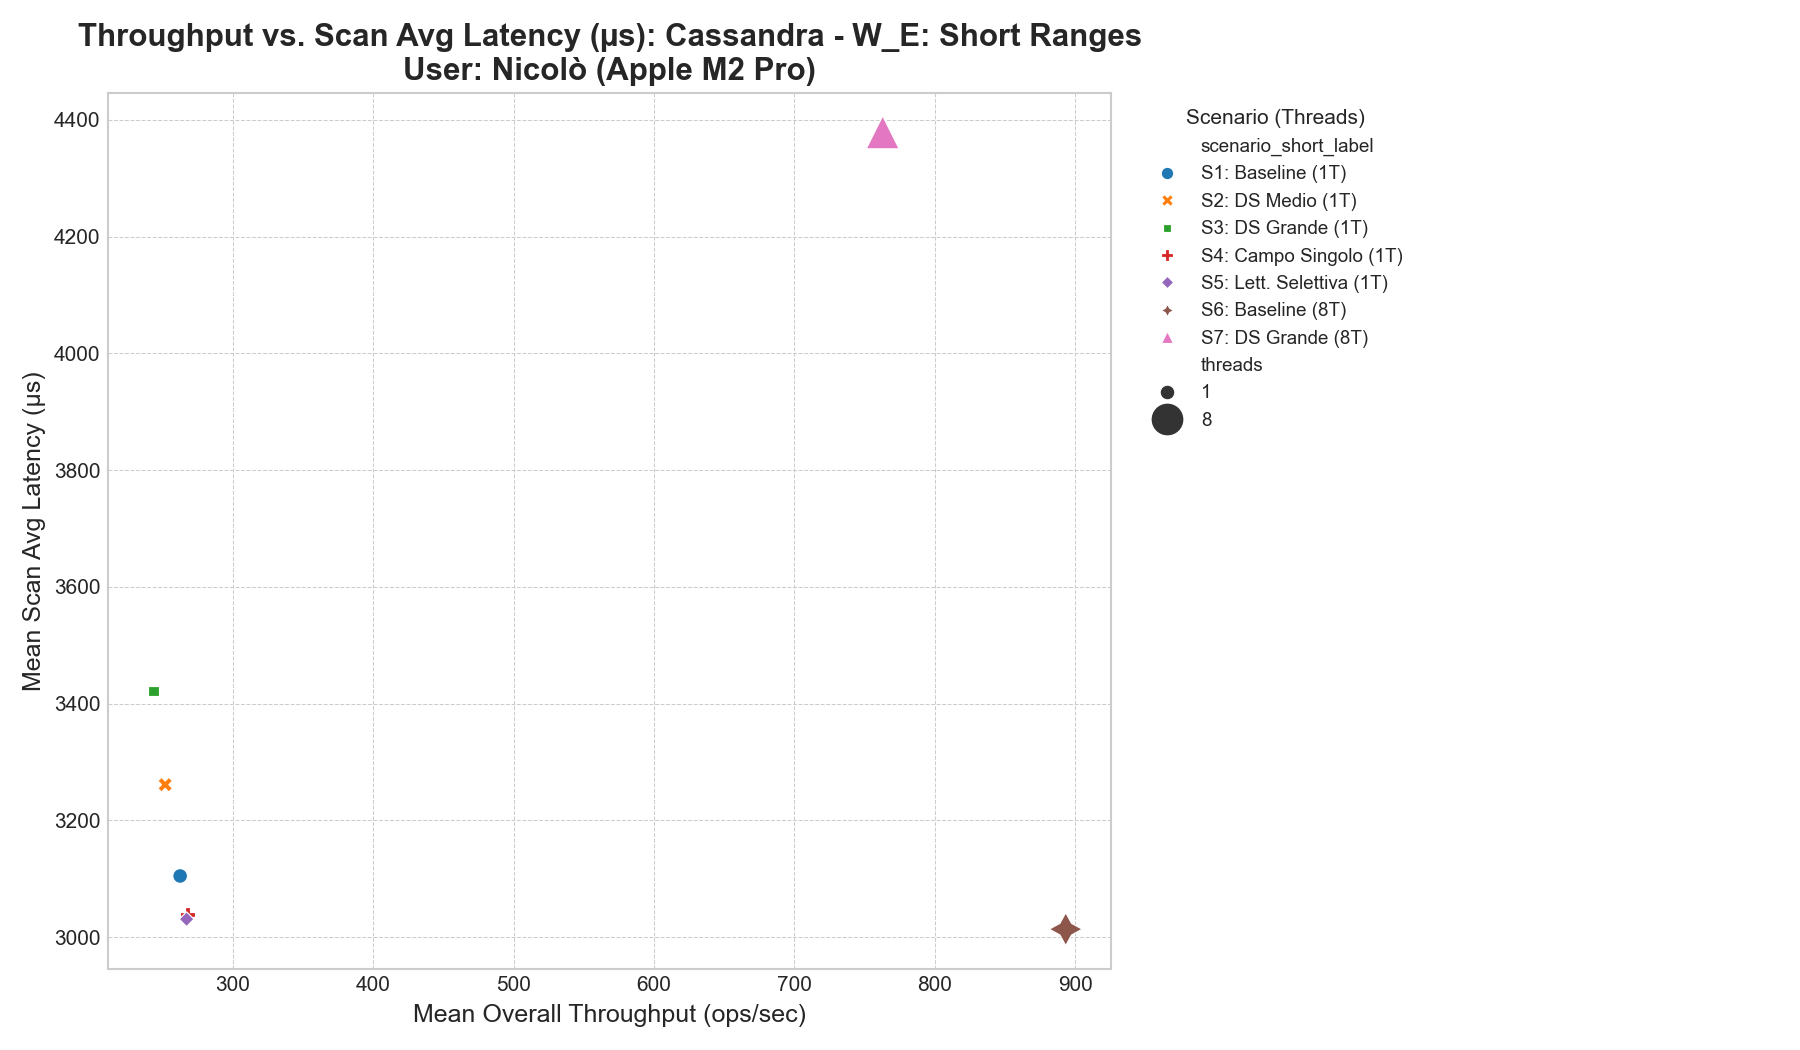 Throughput vs. Scan Avg Latency (µs): Cassandra - W_E: Short Ranges
User: Nicolò (Apple M2 Pro)
Mean Scan Avg Latency (µs)
4400
4200
4000
3800
3600
3400
3200
3000
300 400 500 600 700 800 900
Mean Overall Throughput (ops/sec)
Scenario (Threads)
scenario_short_label
S1: Baseline (1T)
S2: DS Medio (1T)
S3: DS Grande (1T)
S4: Campo Singolo (1T)
S5: Lett. Selettiva (1T)
S6: Baseline (8T)
S7: DS Grande (8T)
threads
1
8